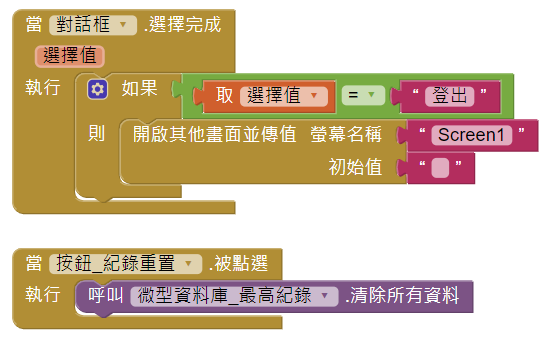 當 對話框 .選擇完成
選擇值
執行 如果 取 選擇值 = “ 登出 ”
則 開啟其他畫面並傳值 螢幕名稱 “ Screen1 ”
初始值 “ ”
當 按鈕_紀錄重置 .被點選
執行 呼叫 微型資料庫_最高紀錄 .清除所有資料